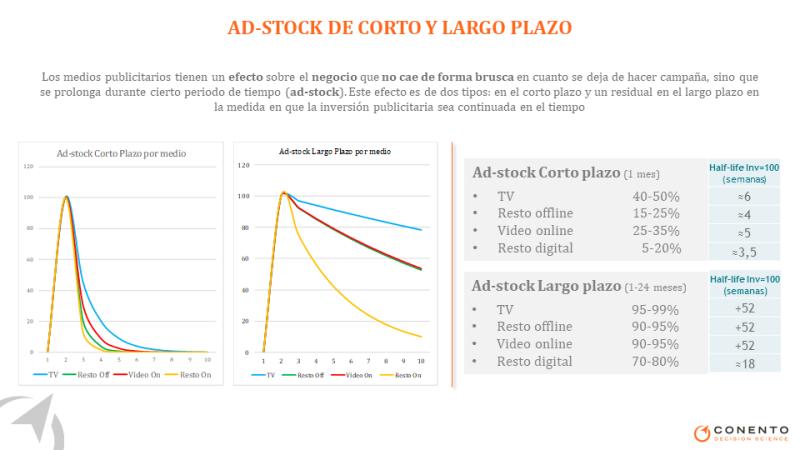 AD-STOCK DE CORTO Y LARGO PLAZO
Los medios publicitarios tienen un efecto sobre el negocio que no cae de forma brusca en cuanto se deja de hacer campaña, sino que
se prolonga durante cierto periodo de tiempo (ad-stock). Este efecto es de dos tipos: en el corto plazo y un residual en el largo plazo en
la medida en que la inversión publicitaria sea continuada en el tiempo
Ad-stock Corto Plazo por medio
120
100
80
60
40
20
0
1 2 3 4 5 6 7 8 9 10
TV Resto Off Video On Resto On
Ad-stock Largo Plazo por medio
120
100
80
60
40
20
0
1 2 3 4 5 6 7 8 9 10
TV Resto Off Video On Resto On
Ad-stock Corto plazo (1 mes)
• TV 40-50%
• Resto offline 15-25%
• Video online 25-35%
• Resto digital 5-20%
Half-life Inv=100
(semanas)
≈6
≈4
≈5
≈3,5
Ad-stock Largo plazo (1-24 meses)
• TV 95-99%
• Resto offline 90-95%
• Video online 90-95%
• Resto digital 70-80%
Half-life Inv=100
(semanas)
+52
+52
+52
≈18
CONENTO
DECISION SCIENCE